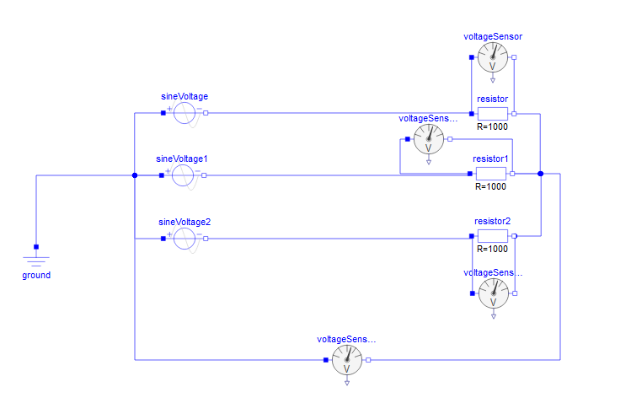 voltageSensor
sineVoltage
resistor
R=1000
voltageSens...
sineVoltage1
resistor1
R=1000
sineVoltage2
resistor2
R=1000
ground
voltageSens...
voltageSens...
V
V
V
V